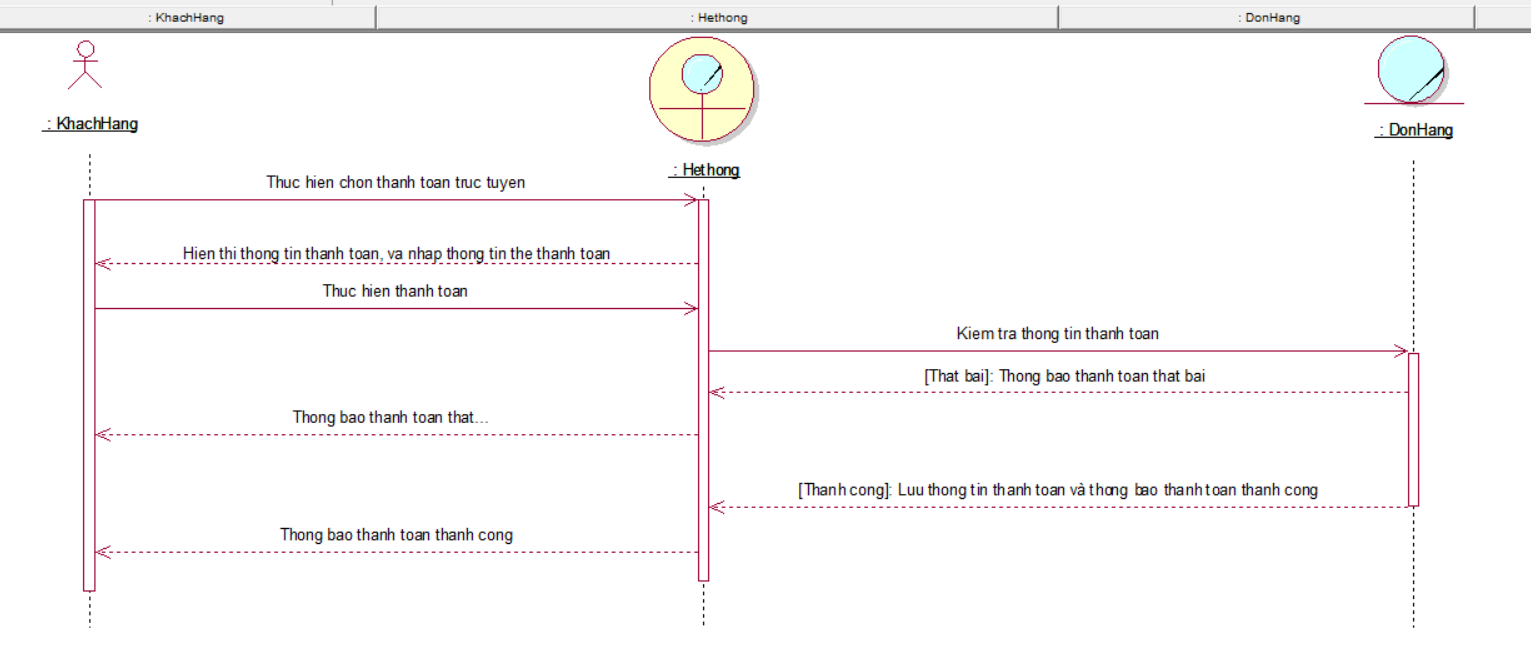 : KhachHang
: Hethong
: DonHang
: KhachHang
: Hethong
: DonHang
Thuc hien chon thanh toan truc tuyen
Hien thi thong tin thanh toan, va nhap thong tin the thanh toan
Thuc hien thanh toan
Kiem tra thong tin thanh toan
[That bai]: Thong bao thanh toan that bai
Thong bao thanh toan that...
[Thanh cong]: Luu thong tin thanh toan và thong bao thanh toan thanh cong
Thong bao thanh toan thanh cong